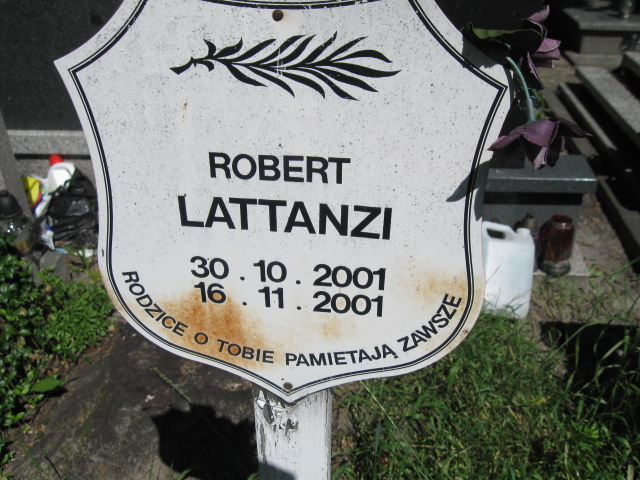 ROBERT
LATTANZI
30 . 10 . 2001
16 . 11 . 2001
RODZICE O TOBIE PAMIETAJĄ ZAWSZE